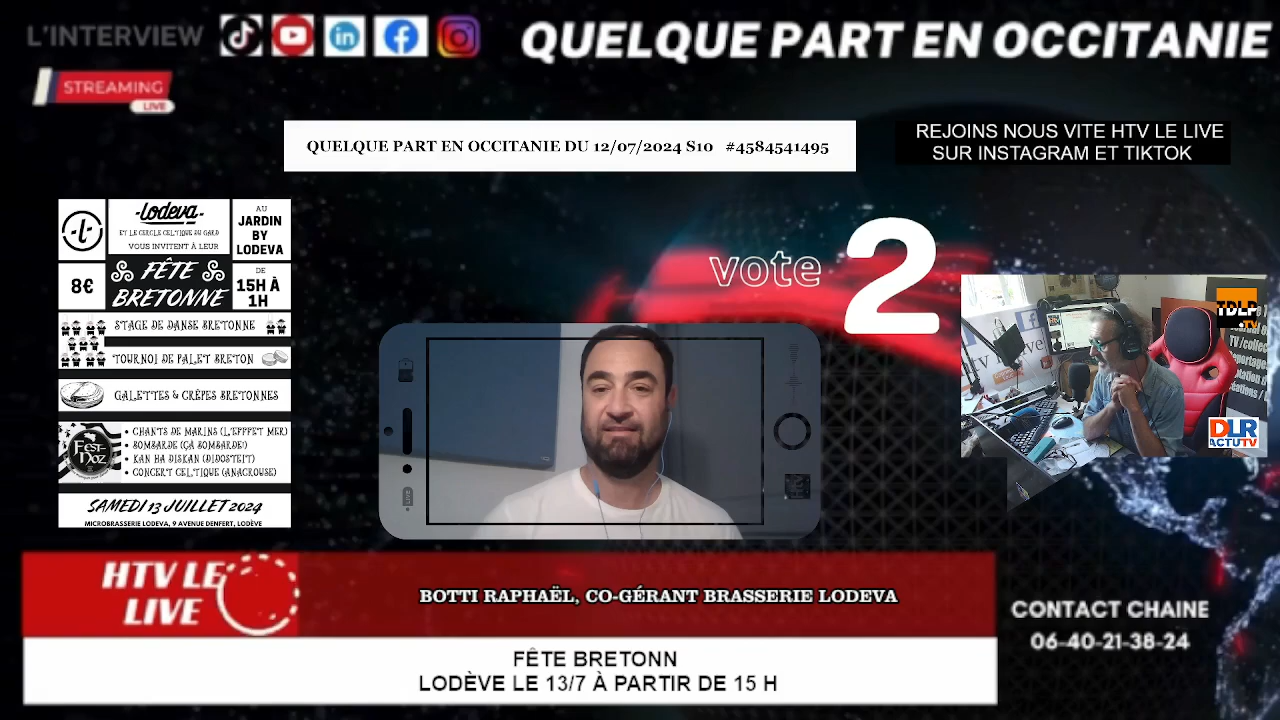 L'INTERVIEW
QUELQUE PART EN OCCITANIE
STREAMING
LIVE
QUELQUE PART EN OCCITANIE DU 12/07/2024 S10 #4584541495
REJOINS NOUS VITE HTV LE LIVE
SUR INSTAGRAM ET TIKTOK
-lodeva-
ET LE CERCLE CELTIQUE DU GARD
VOUS INVITENT À LEUR
AU
JARDIN
BY
LODEVA
8€
FÊTE
BRETONNE
DE
15H À
1H
STAGE DE DANSE BRETONNE
TOURNOI DE PALET BRETON
GALETTES & CRÊPES BRETONNES
FEST-
NOZ
• CHANTS DE MARINS (L'EFFFET MER)
• BOMBARDE (ÇA BOMBARDE!)
• KAN HA DISKAN (DIDOSTEIT)
• CONCERT CELTIQUE (ANACROUSE)
SAMEDI 13 JUILLET 2024
MICROBRASSERIE LODEVA, 9 AVENUE DENFERT, LODÈVE
vote 2
LIVE
TDLP
.TV
DLR
ACTUTV
HTV LE
LIVE
BOTTI RAPHAËL, CO-GÉRANT BRASSERIE LODEVA
FÊTE BRETONN
LODÈVE LE 13/7 À PARTIR DE 15 H
CONTACT CHAINE
06-40-21-38-24